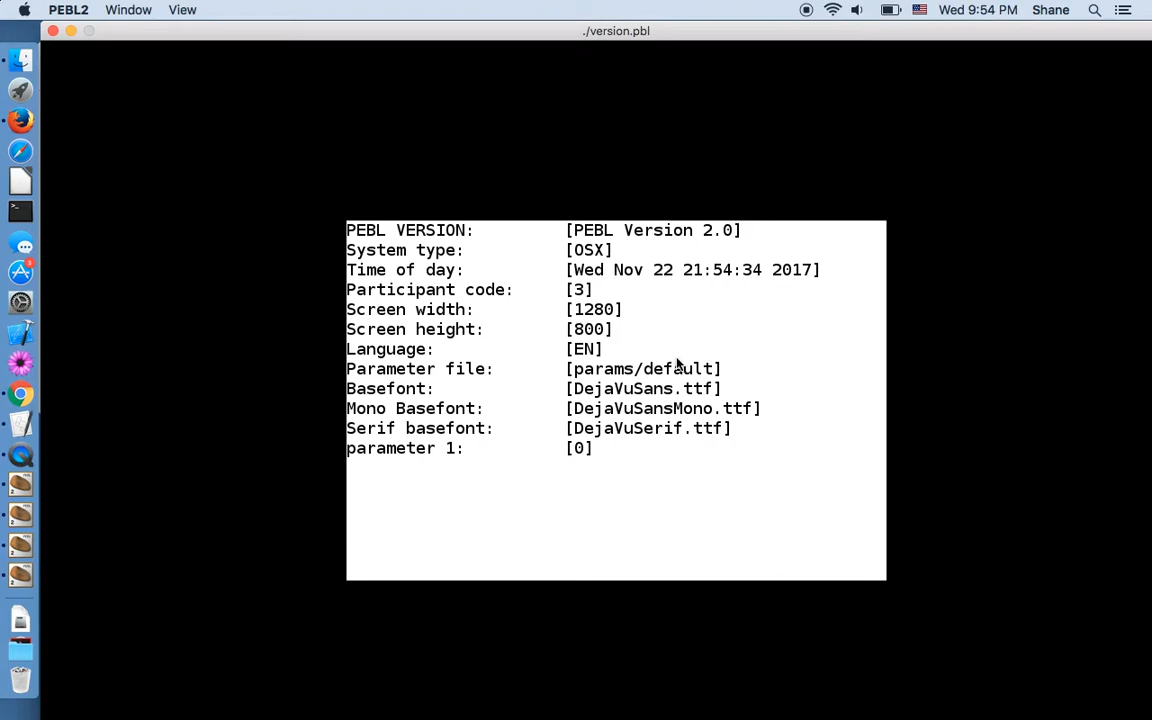 PEBL2 Window View Wed 9:54 PM Shane
./version.pbl
PEBL VERSION: [PEBL Version 2.0]
System type: [OSX]
Time of day: [Wed Nov 22 21:54:34 2017]
Participant code: [3]
Screen width: [1280]
Screen height: [800]
Language: [EN]
Parameter file: [params/default]
Basefont: [DejaVuSans.ttf]
Mono Basefont: [DejaVuSansMono.ttf]
Serif basefont: [DejaVuSerif.ttf]
parameter 1: [0]